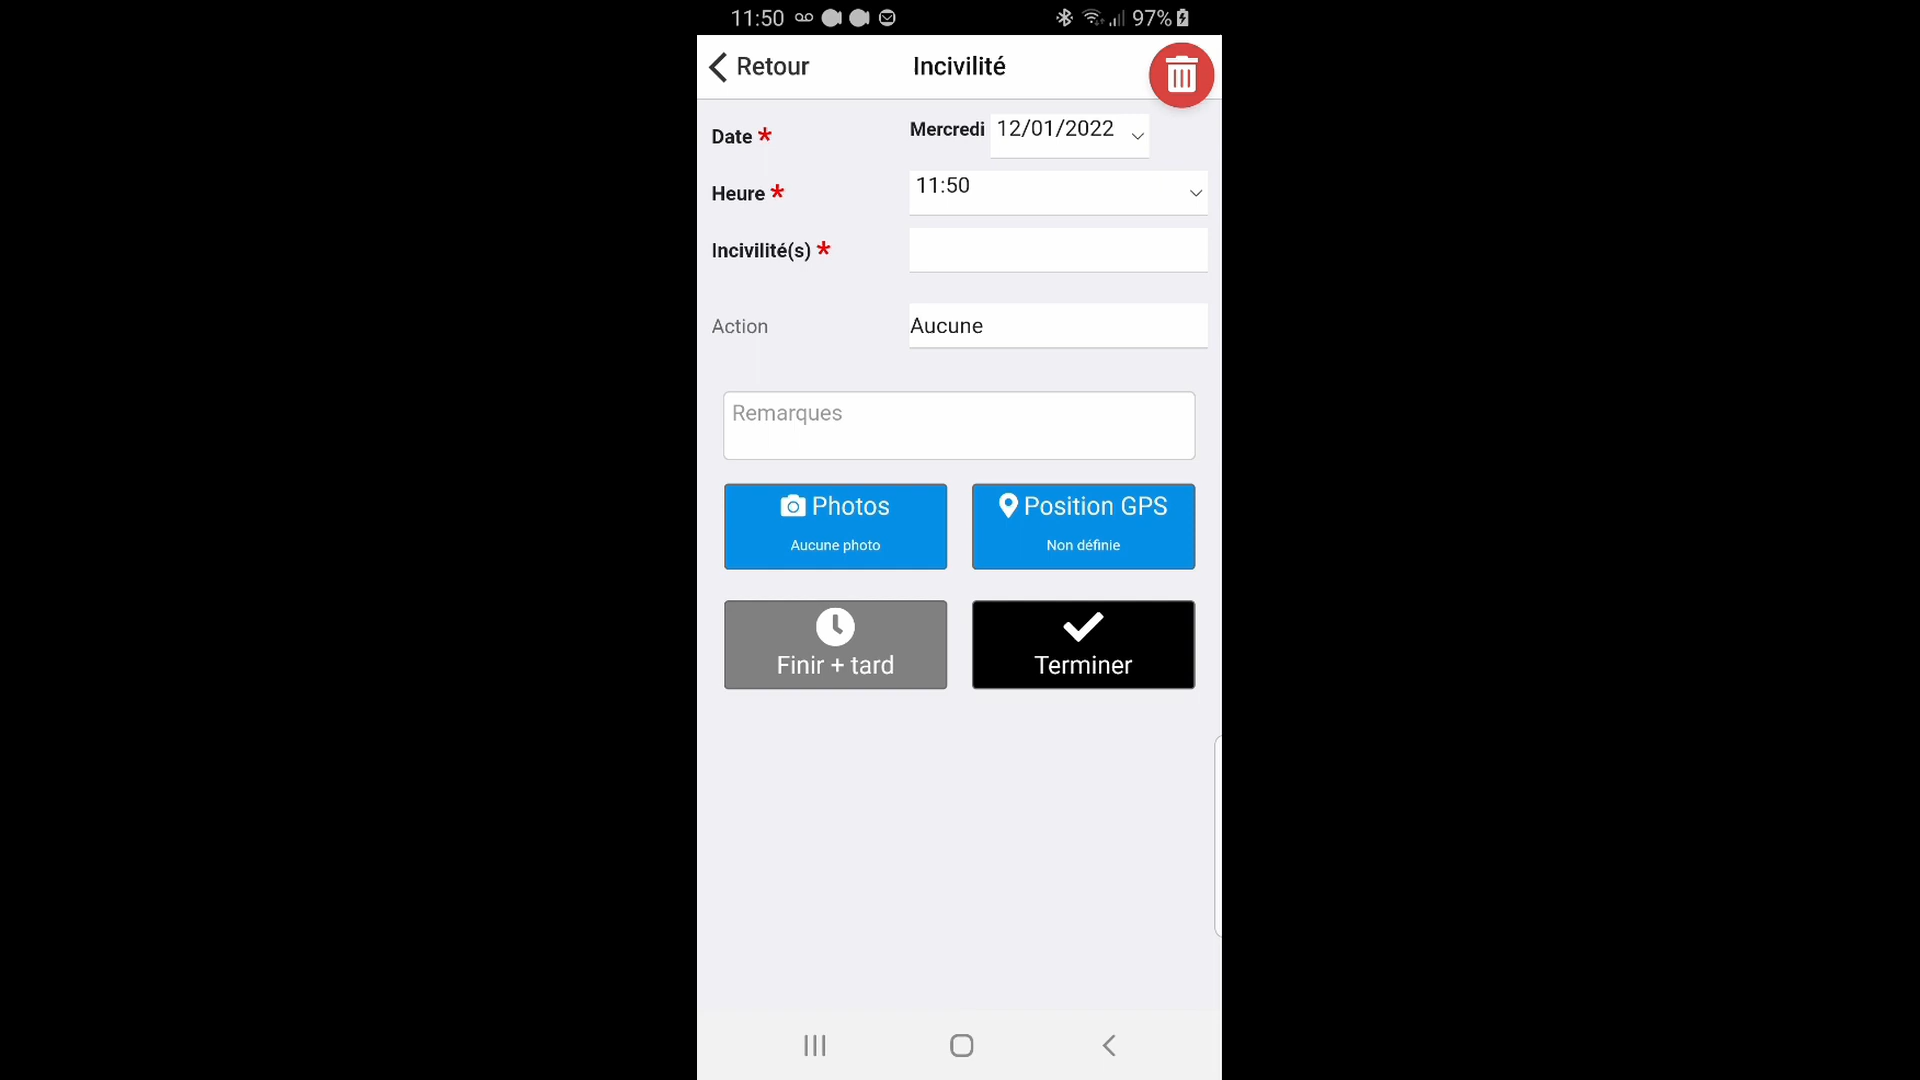 11:50 97%
Retour Incivilité
Date * Mercredi 12/01/2022
Heure * 11:50
Incivilité(s) *
Action Aucune
Remarques
Photos Position GPS
Aucune photo Non définie
Finir + tard Terminer